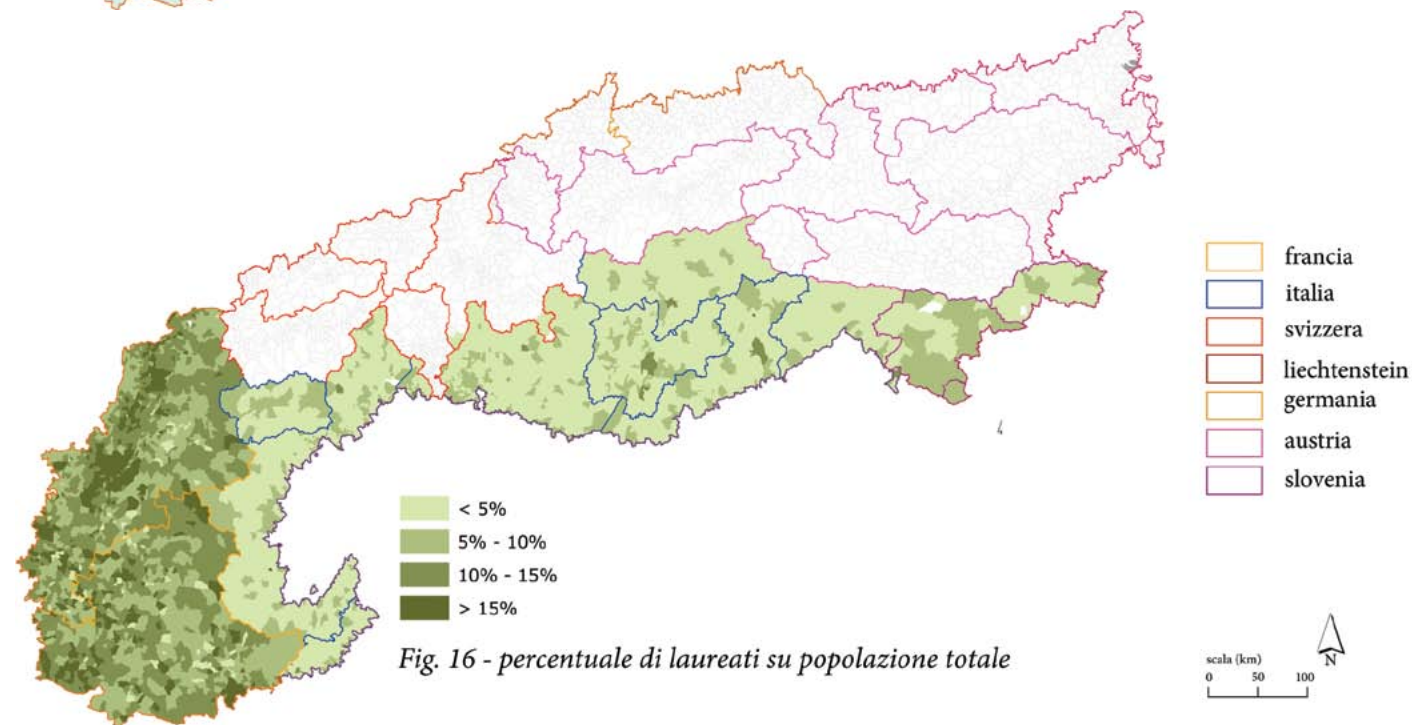 francia
italia
svizzera
liechtenstein
germania
austria
slovenia
< 5%
5% - 10%
10% - 15%
> 15%
Fig. 16 - percentuale di laureati su popolazione totale
scala (km)
0 50 100
N